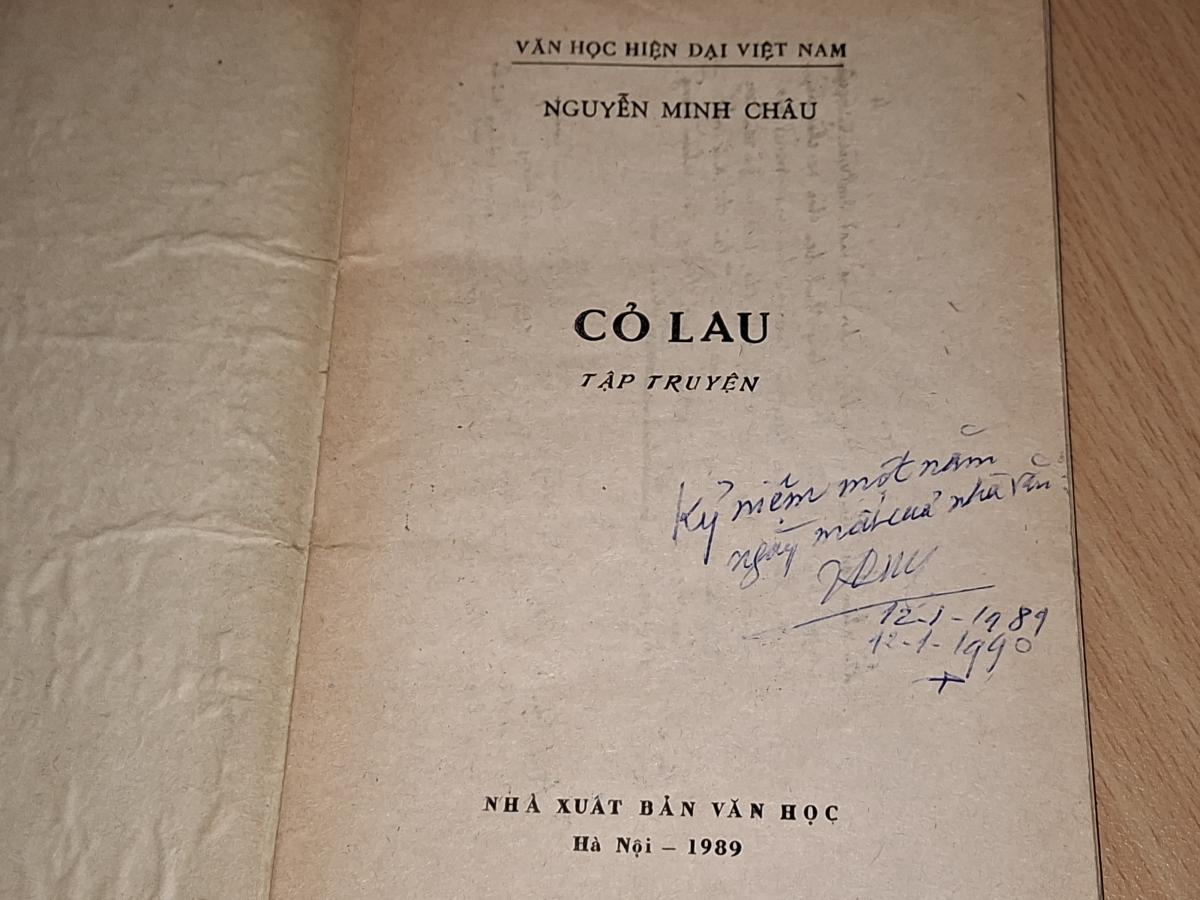 VĂN HỌC HIỆN DẠI VIỆT NAM
NGUYỄN MINH CHÂU
CỎ LAU
TẬP TRUYỆN
Kỷ niệm một năm
ngày mất của nhà văn
12-1-1989
12-1-1990
NHÀ XUẤT BẢN VĂN HỌC
Hà Nội – 1989